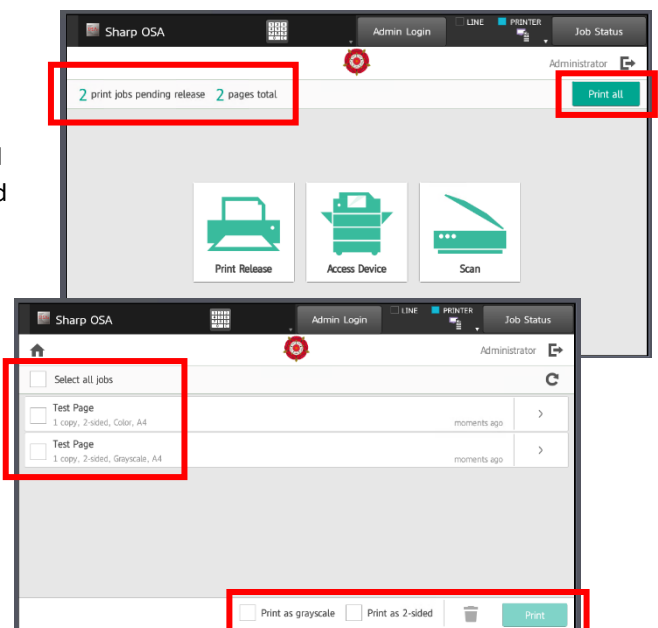 Sharp OSA Admin Login LINE PRINTER Job Status
Administrator
2 print jobs pending release 2 pages total Print all
Print Release Access Device Scan
Sharp OSA Admin Login LINE PRINTER Job Status
Administrator
Select all jobs
Test Page
1 copy, 2-sided, Color, A4 moments ago
Test Page
1 copy, 2-sided, Grayscale, A4 moments ago
Print as grayscale Print as 2-sided Print